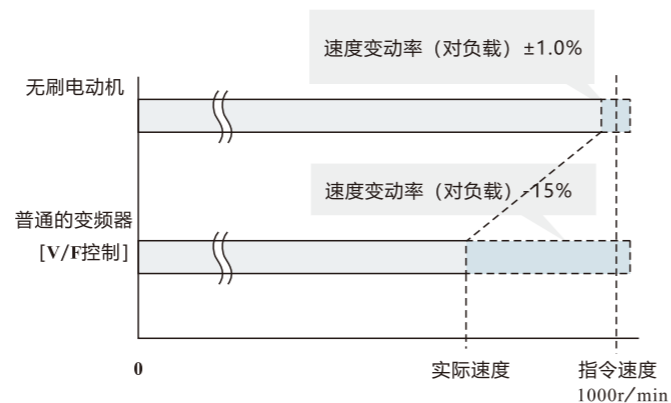 速度变动率（对负载）±1.0%
无刷电动机
速度变动率（对负载）-15%
普通的变频器
[V/F控制]
0
实际速度
指令速度
1000r/min